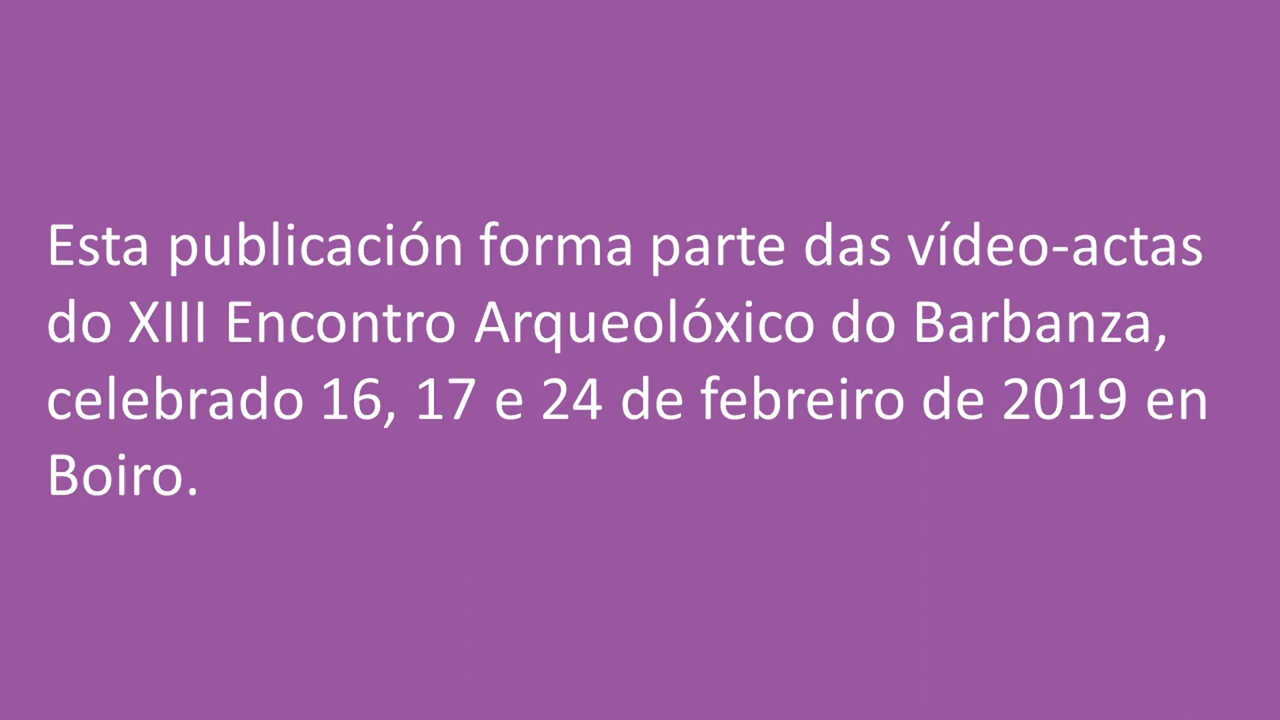 Esta publicación forma parte das vídeo-actas
do XIII Encontro Arqueolóxico do Barbanza,
celebrado 16, 17 e 24 de febreiro de 2019 en
Boiro.